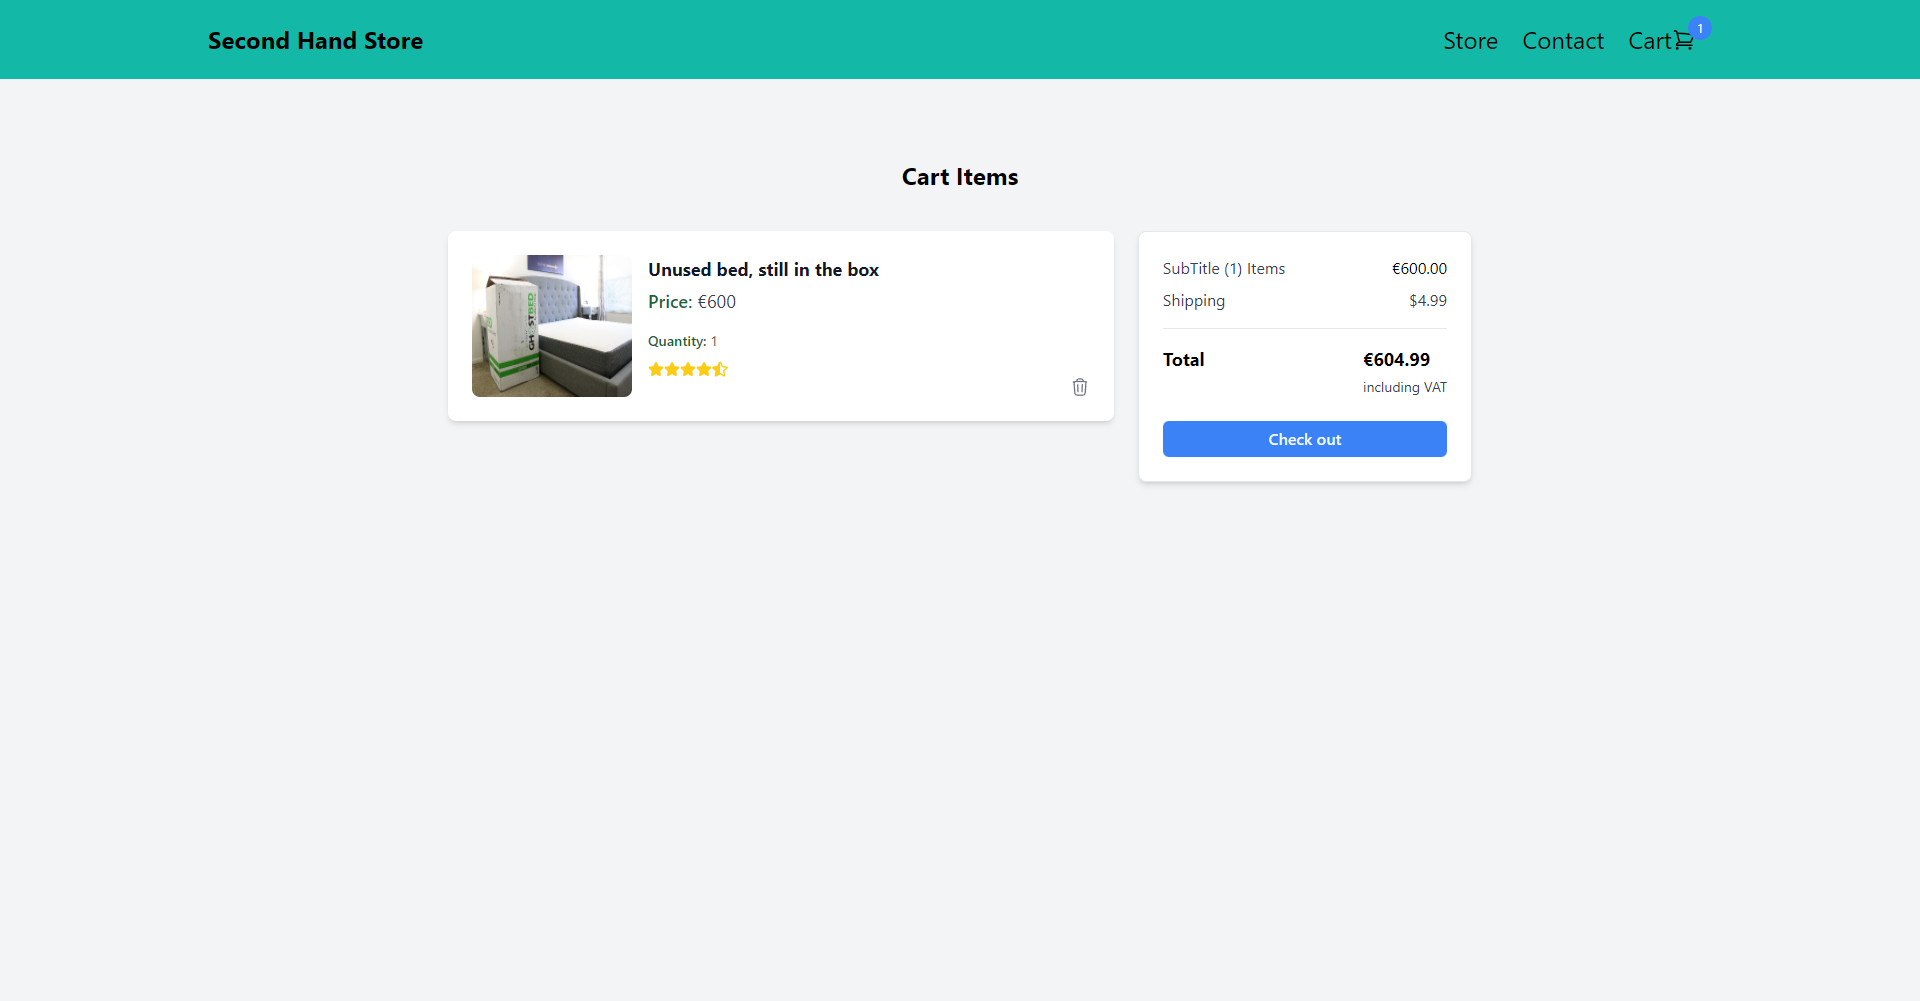 Second Hand Store
Store Contact Cart 1
Cart Items
Unused bed, still in the box
Price: €600
Quantity: 1
GHOSTBED
SubTitle (1) Items €600.00
Shipping $4.99
Total €604.99
including VAT
Check out